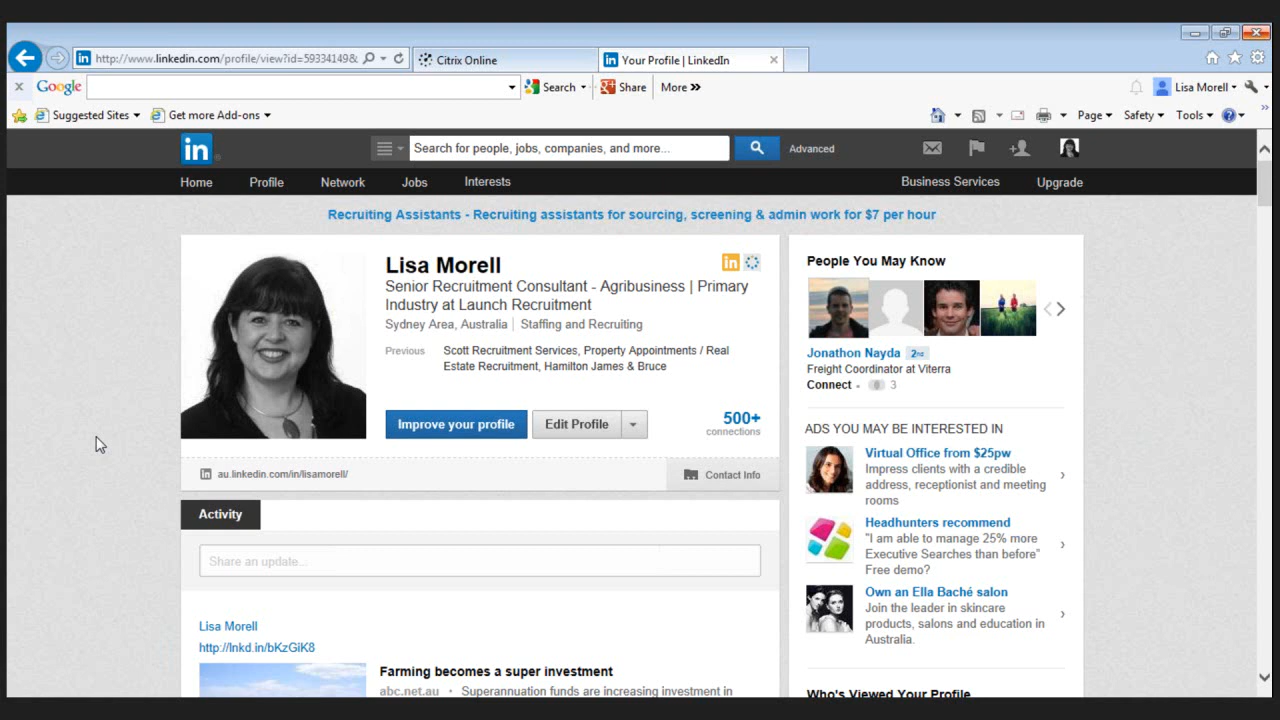 http://www.linkedin.com/profile/view?id=59334149&
Citrix Online
Your Profile | LinkedIn
Google
Search
Share
More »
Lisa Morell
Suggested Sites
Get more Add-ons
Page
Safety
Tools
in
Search for people, jobs, companies, and more...
Advanced
Home
Profile
Network
Jobs
Interests
Business Services
Upgrade
Recruiting Assistants - Recruiting assistants for sourcing, screening & admin work for $7 per hour
Lisa Morell
in
Senior Recruitment Consultant - Agribusiness | Primary
Industry at Launch Recruitment
Sydney Area, Australia | Staffing and Recruiting
Previous
Scott Recruitment Services, Property Appointments / Real
Estate Recruitment, Hamilton James & Bruce
Improve your profile
Edit Profile
500+
connections
au.linkedin.com/in/lisamorell/
Contact Info
Activity
Share an update...
Lisa Morell
http://lnkd.in/bKzGiK8
Farming becomes a super investment
abc.net.au • Superannuation funds are increasing investment in
People You May Know
Jonathon Nayda 2nd
Freight Coordinator at Viterra
Connect • 3
ADS YOU MAY BE INTERESTED IN
Virtual Office from $25pw
Impress clients with a credible
address, receptionist and meeting
rooms
Headhunters recommend
"I am able to manage 25% more
Executive Searches than before"
Free demo?
Own an Ella Baché salon
Join the leader in skincare
products, salons and education in
Australia.
Who's Viewed Your Profile